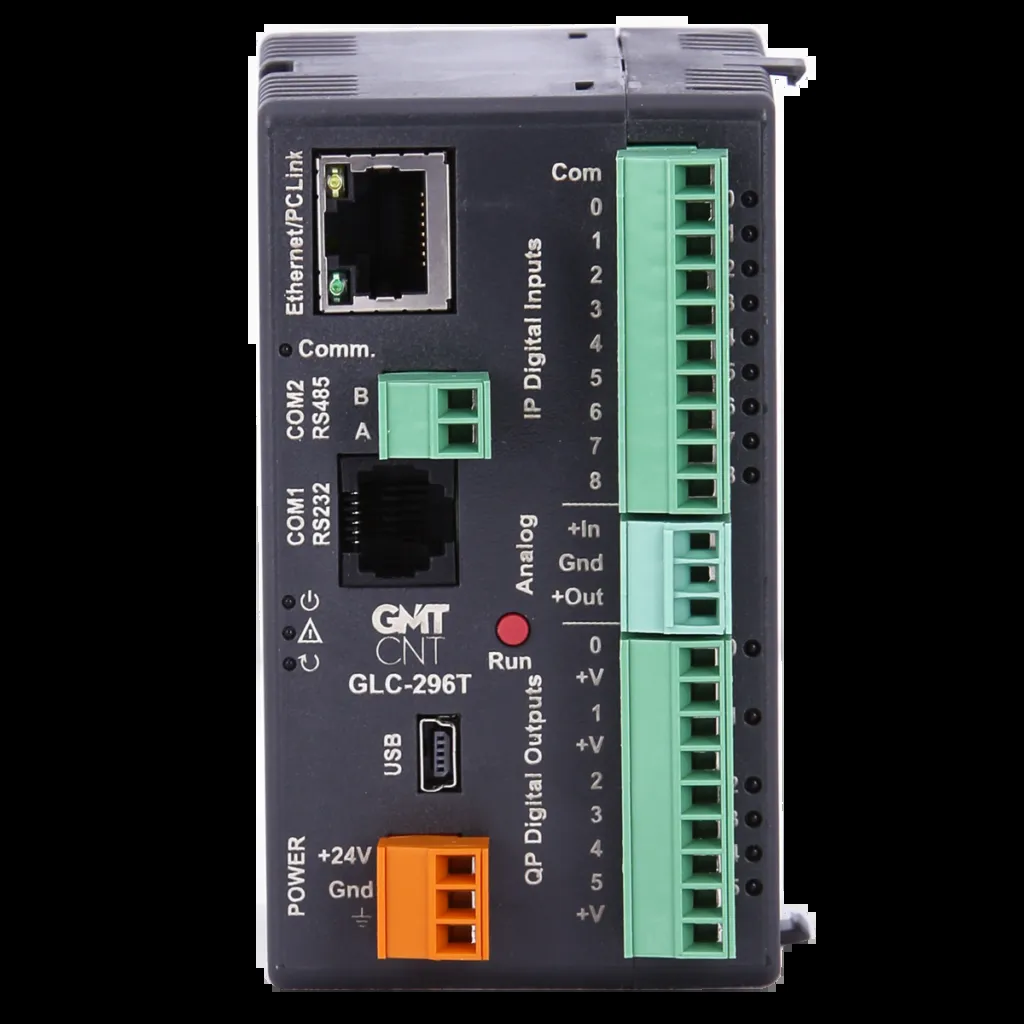 Ethernet/PCLink
Comm.
COM2
RS485
B
A
COM1
RS232
GMT
CNT
GLC-296T
USB
POWER
+24V
Gnd
Run
IP Digital Inputs
Com
0
1
2
3
4
5
6
7
8
Analog
+In
Gnd
+Out
QP Digital Outputs
0
+V
1
+V
2
3
4
5
+V